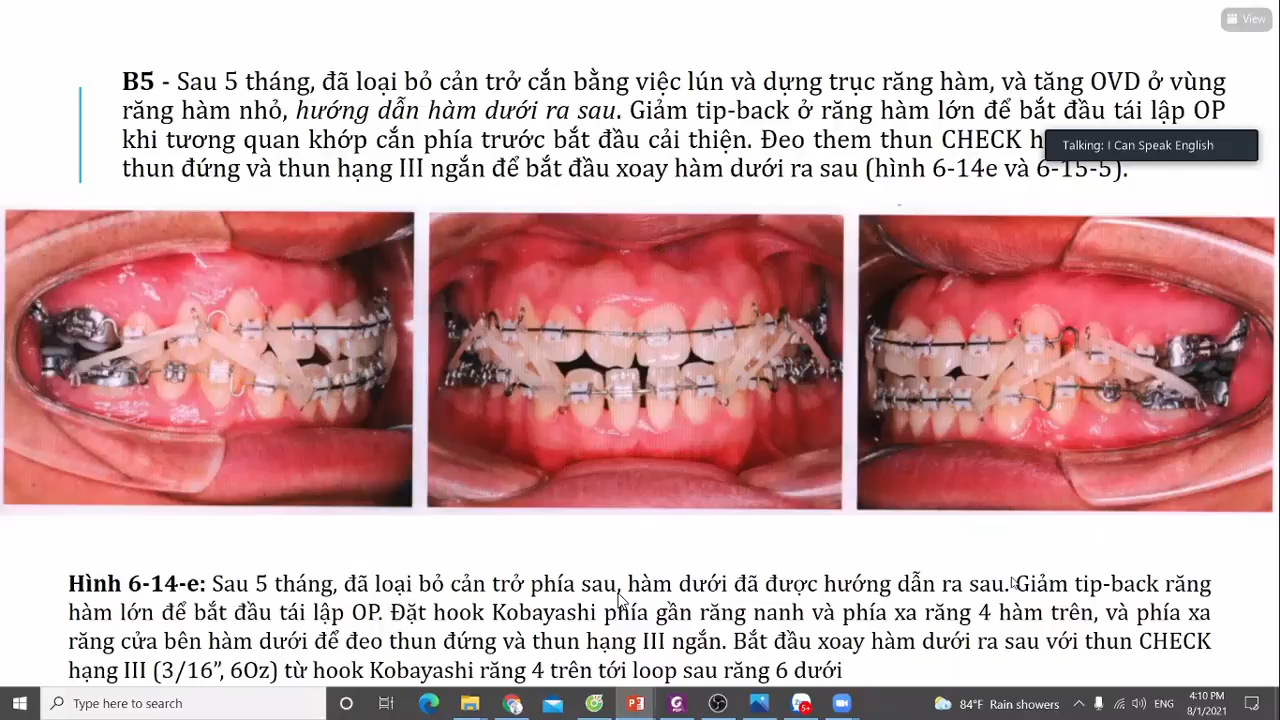 View
B5 - Sau 5 tháng, đã loại bỏ cản trở cắn bằng việc lún và dựng trục răng hàm, và tăng OVD ở vùng
răng hàm nhỏ, hướng dẫn hàm dưới ra sau. Giảm tip-back ở răng hàm lớn để bắt đầu tái lập OP
khi tương quan khớp cắn phía trước bắt đầu cải thiện. Đeo them thun CHECK
Talking: I Can Speak English
thun đứng và thun hạng III ngắn để bắt đầu xoay hàm dưới ra sau (hình 6-14e và 6-15-5).
Hình 6-14-e: Sau 5 tháng, đã loại bỏ cản trở phía sau, hàm dưới đã được hướng dẫn ra sau. Giảm tip-back răng
hàm lớn để bắt đầu tái lập OP. Đặt hook Kobayashi phía gần răng nanh và phía xa răng 4 hàm trên, và phía xa
răng cửa bên hàm dưới để đeo thun đứng và thun hạng III ngắn. Bắt đầu xoay hàm dưới ra sau với thun CHECK
hạng III (3/16”, 6Oz) từ hook Kobayashi răng 4 trên tới loop sau răng 6 dưới
Type here to search
84°F Rain showers
ENG
4:10 PM
8/1/2021